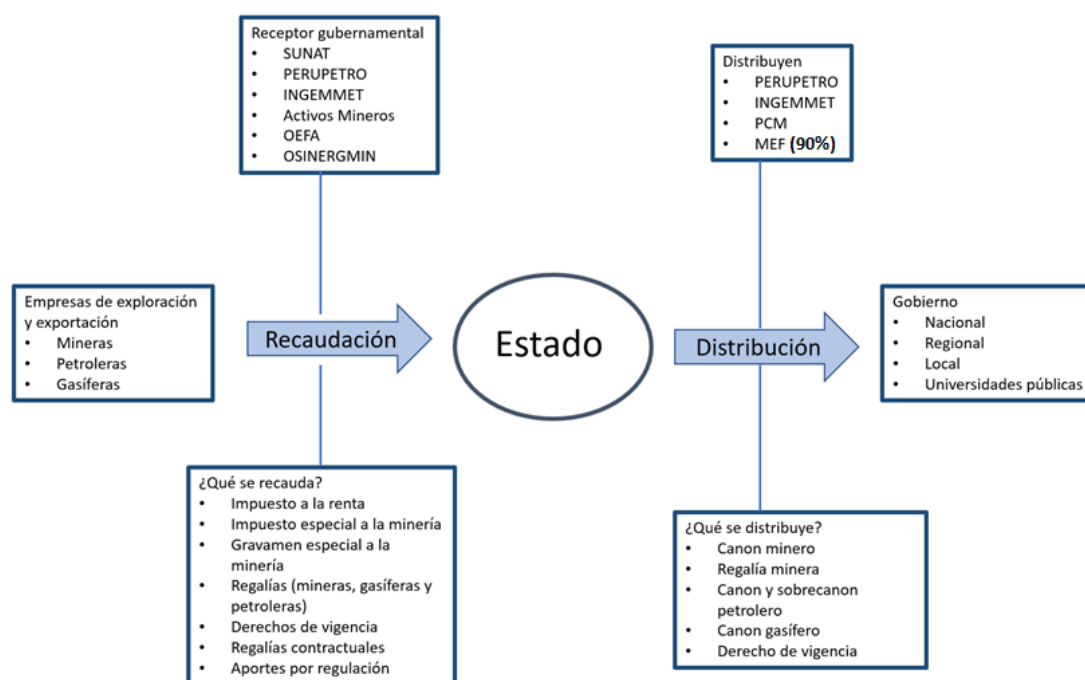 Receptor gubernamental
• SUNAT
• PERUPETRO
• INGEMMET
• Activos Mineros
• OEFA
• OSINERGMIN
Distribuyen
• PERUPETRO
• INGEMMET
• PCM
• MEF (90%)
Empresas de exploración
y exportación
• Mineras
• Petroleras
• Gasíferas
Recaudación
Estado
Distribución
Gobierno
• Nacional
• Regional
• Local
• Universidades públicas
¿Qué se recauda?
• Impuesto a la renta
• Impuesto especial a la minería
• Gravamen especial a la
minería
• Regalías (mineras, gasíferas y
petroleras)
• Derechos de vigencia
• Regalías contractuales
• Aportes por regulación
¿Qué se distribuye?
• Canon minero
• Regalía minera
• Canon y sobrecanon
petrolero
• Canon gasífero
• Derecho de vigencia